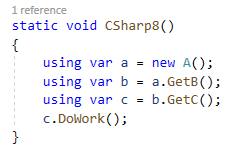 1 reference
static void CSharp8()
{
    using var a = new A();
    using var b = a.GetB();
    using var c = b.GetC();
    c.DoWork();
}